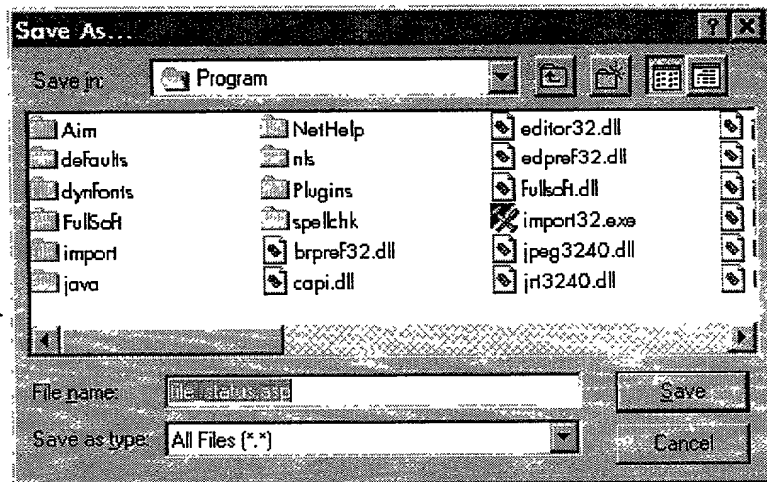 Save As...
Save in:
Program
Aim
defaults
dynfonts
FullSoft
import
java
NetHelp
nls
Plugins
spellchk
brpref32.dll
capi.dll
editor32.dll
edpref32.dll
Fullsoft.dll
import32.exe
jpeg3240.dll
jrt3240.dll
File name:
file_status.asp
Save
Save as type:
All Files (*.*)
Cancel